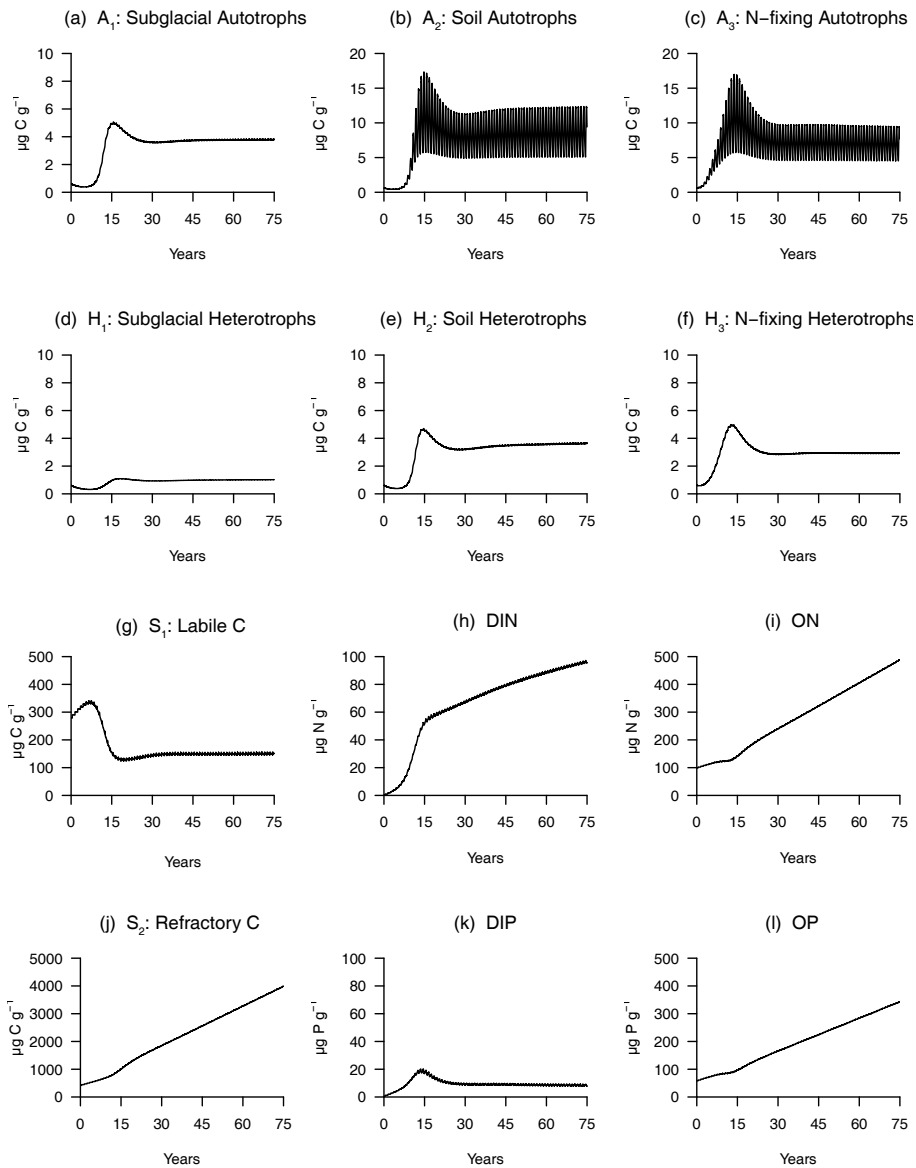 (a) A₁: Subglacial Autotrophs
µg C g⁻¹
10
8
6
4
2
0
0 15 30 45 60 75
Years
(b) A₂: Soil Autotrophs
µg C g⁻¹
20
15
10
5
0
0 15 30 45 60 75
Years
(c) A₃: N−fixing Autotrophs
µg C g⁻¹
20
15
10
5
0
0 15 30 45 60 75
Years
(d) H₁: Subglacial Heterotrophs
µg C g⁻¹
10
8
6
4
2
0
0 15 30 45 60 75
Years
(e) H₂: Soil Heterotrophs
µg C g⁻¹
10
8
6
4
2
0
0 15 30 45 60 75
Years
(f) H₃: N−fixing Heterotrophs
µg C g⁻¹
10
8
6
4
2
0
0 15 30 45 60 75
Years
(g) S₁: Labile C
µg C g⁻¹
500
400
300
200
100
0
0 15 30 45 60 75
Years
(h) DIN
µg N g⁻¹
100
80
60
40
20
0
0 15 30 45 60 75
Years
(i) ON
µg N g⁻¹
500
400
300
200
100
0
0 15 30 45 60 75
Years
(j) S₂: Refractory C
µg C g⁻¹
5000
4000
3000
2000
1000
0
0 15 30 45 60 75
Years
(k) DIP
µg P g⁻¹
100
80
60
40
20
0
0 15 30 45 60 75
Years
(l) OP
µg P g⁻¹
500
400
300
200
100
0
0 15 30 45 60 75
Years